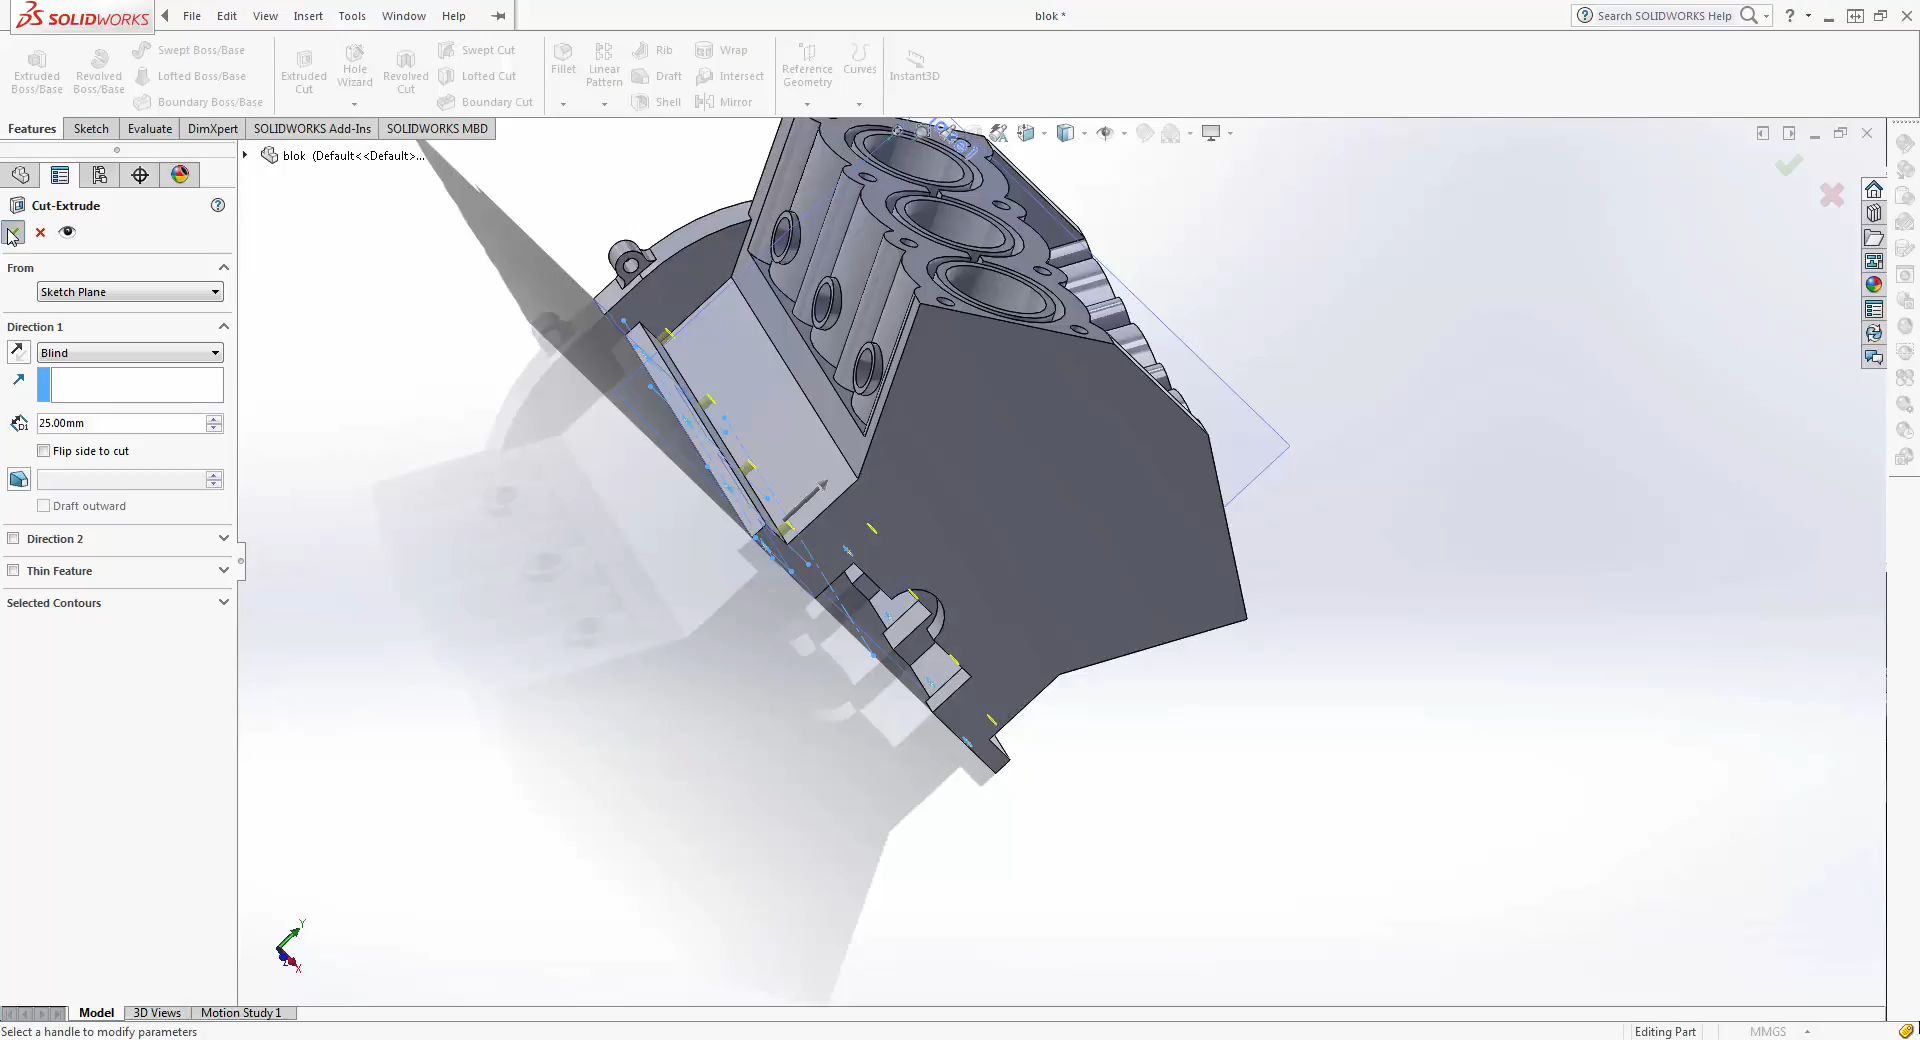 SOLIDWORKS
File Edit View Insert Tools Window Help
blok *
Search SOLIDWORKS Help
Extruded Boss/Base
Revolved Boss/Base
Swept Boss/Base
Lofted Boss/Base
Boundary Boss/Base
Extruded Cut
Hole Wizard
Revolved Cut
Swept Cut
Lofted Cut
Boundary Cut
Fillet
Linear Pattern
Rib
Draft
Shell
Wrap
Intersect
Mirror
Reference Geometry
Curves
Instant3D
Features Sketch Evaluate DimXpert SOLIDWORKS Add-Ins SOLIDWORKS MBD
blok (Default<<Default>...
Cut-Extrude
From
Sketch Plane
Direction 1
Blind
25.00mm
Flip side to cut
Draft outward
Direction 2
Thin Feature
Selected Contours
Y
X
Model 3D Views Motion Study 1
Select a handle to modify parameters
Editing Part
MMGS